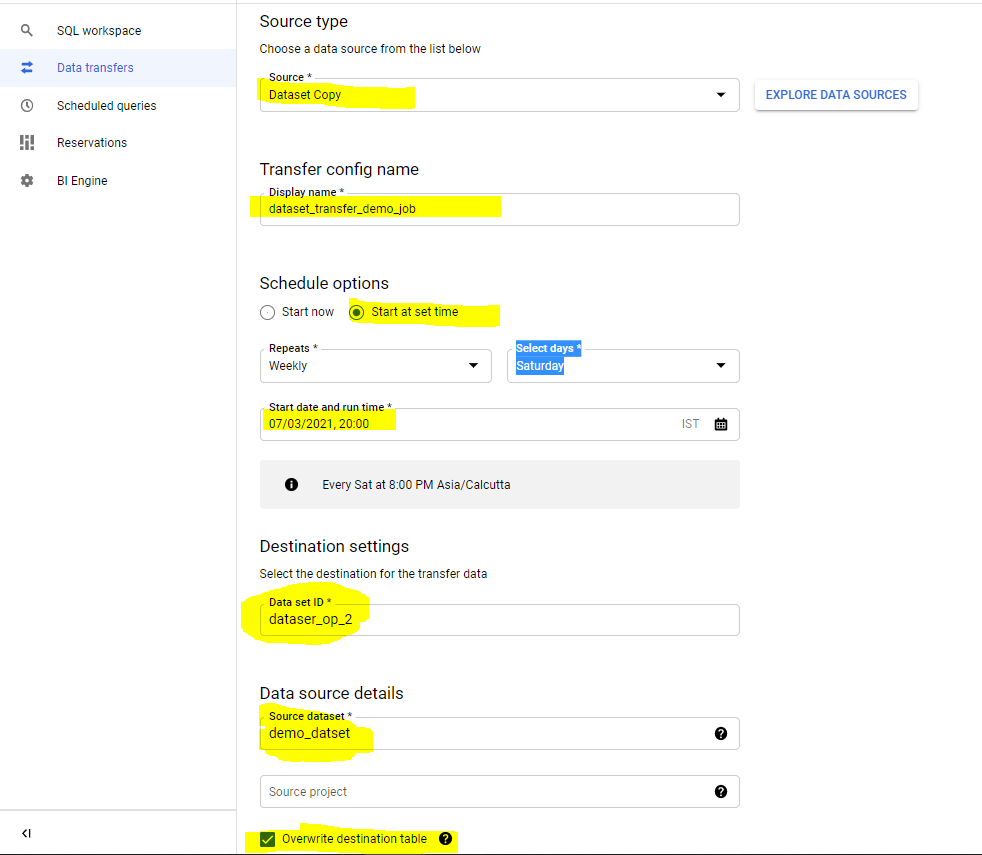 SQL workspace
Data transfers
Scheduled queries
Reservations
BI Engine
Source type
Choose a data source from the list below
Source *
Dataset Copy
EXPLORE DATA SOURCES
Transfer config name
Display name *
dataset_transfer_demo_job
Schedule options
Start now Start at set time
Repeats * Select days *
Weekly Saturday
Start date and run time *
07/03/2021, 20:00 IST
Every Sat at 8:00 PM Asia/Calcutta
Destination settings
Select the destination for the transfer data
Data set ID *
dataser_op_2
Data source details
Source dataset *
demo_datset
Source project
Overwrite destination table